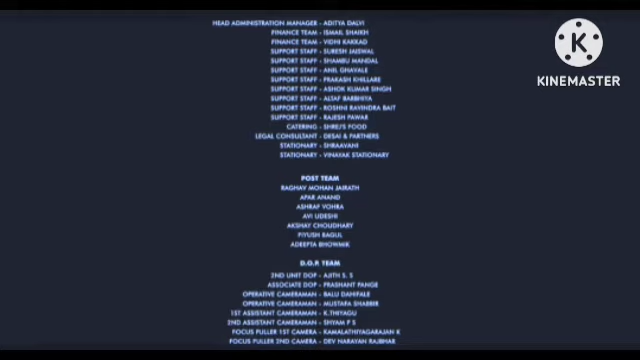 HEAD ADMINISTRATION MANAGER - ADITYA DALVI
FINANCE TEAM - ISMAIL SHAIKH
FINANCE TEAM - VIDHI KAKKAD
SUPPORT STAFF - SURESH JAISWAL
SUPPORT STAFF - SHAMBU MANDAL
SUPPORT STAFF - ANIL GHAVALE
SUPPORT STAFF - PRAKASH KHILLARE
SUPPORT STAFF - ASHOK KUMAR SINGH
SUPPORT STAFF - ALTAF BARBHIYA
SUPPORT STAFF - ROSHNI RAVINDRA BAIT
SUPPORT STAFF - RAJESH PAWAR
CATERING - SHREJ'S FOOD
LEGAL CONSULTANT - DESAI & PARTNERS
STATIONARY - SHRAAVANI
STATIONARY - VINAYAK STATIONARY
POST TEAM
RAGHAV MOHAN JAIRATH
APAR ANAND
ASHRAF VOHRA
AVI UDESHI
AKSHAY CHOUDHARY
PIYUSH BAGUL
ADEEPTA BHOWMIK
D.O.P. TEAM
2ND UNIT DOP - AJITH S. S
ASSOCIATE DOP - PRASHANT PANGE
OPERATIVE CAMERAMAN - BALU DAHIFALE
OPERATIVE CAMERAMAN - MUSTAFA SHABBIR
1ST ASSISTANT CAMERAMAN - K.THIYAGU
2ND ASSISTANT CAMERAMAN - SHYAM P S
FOCUS PULLER 1ST CAMERA - KAMALATHIYAGARAJAN K
FOCUS PULLER 2ND CAMERA - DEV NARAYAN RAJBHAR
K
KINEMASTER